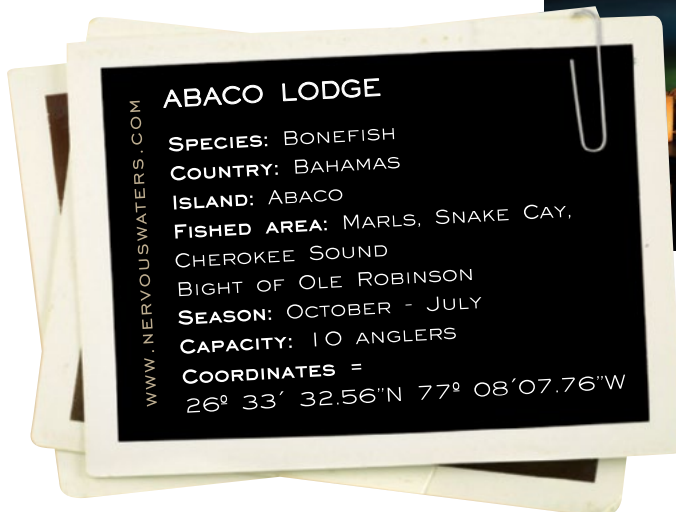 ABACO LODGE
SPECIES: BONEFISH
COUNTRY: BAHAMAS
ISLAND: ABACO
FISHED AREA: MARLS, SNAKE CAY,
CHEROKEE SOUND
BIGHT OF OLE ROBINSON
SEASON: OCTOBER - JULY
CAPACITY: 10 ANGLERS
COORDINATES =
26º 33´ 32.56”N 77º 08´07.76”W
WWW.NERVOUSWATERS.COM